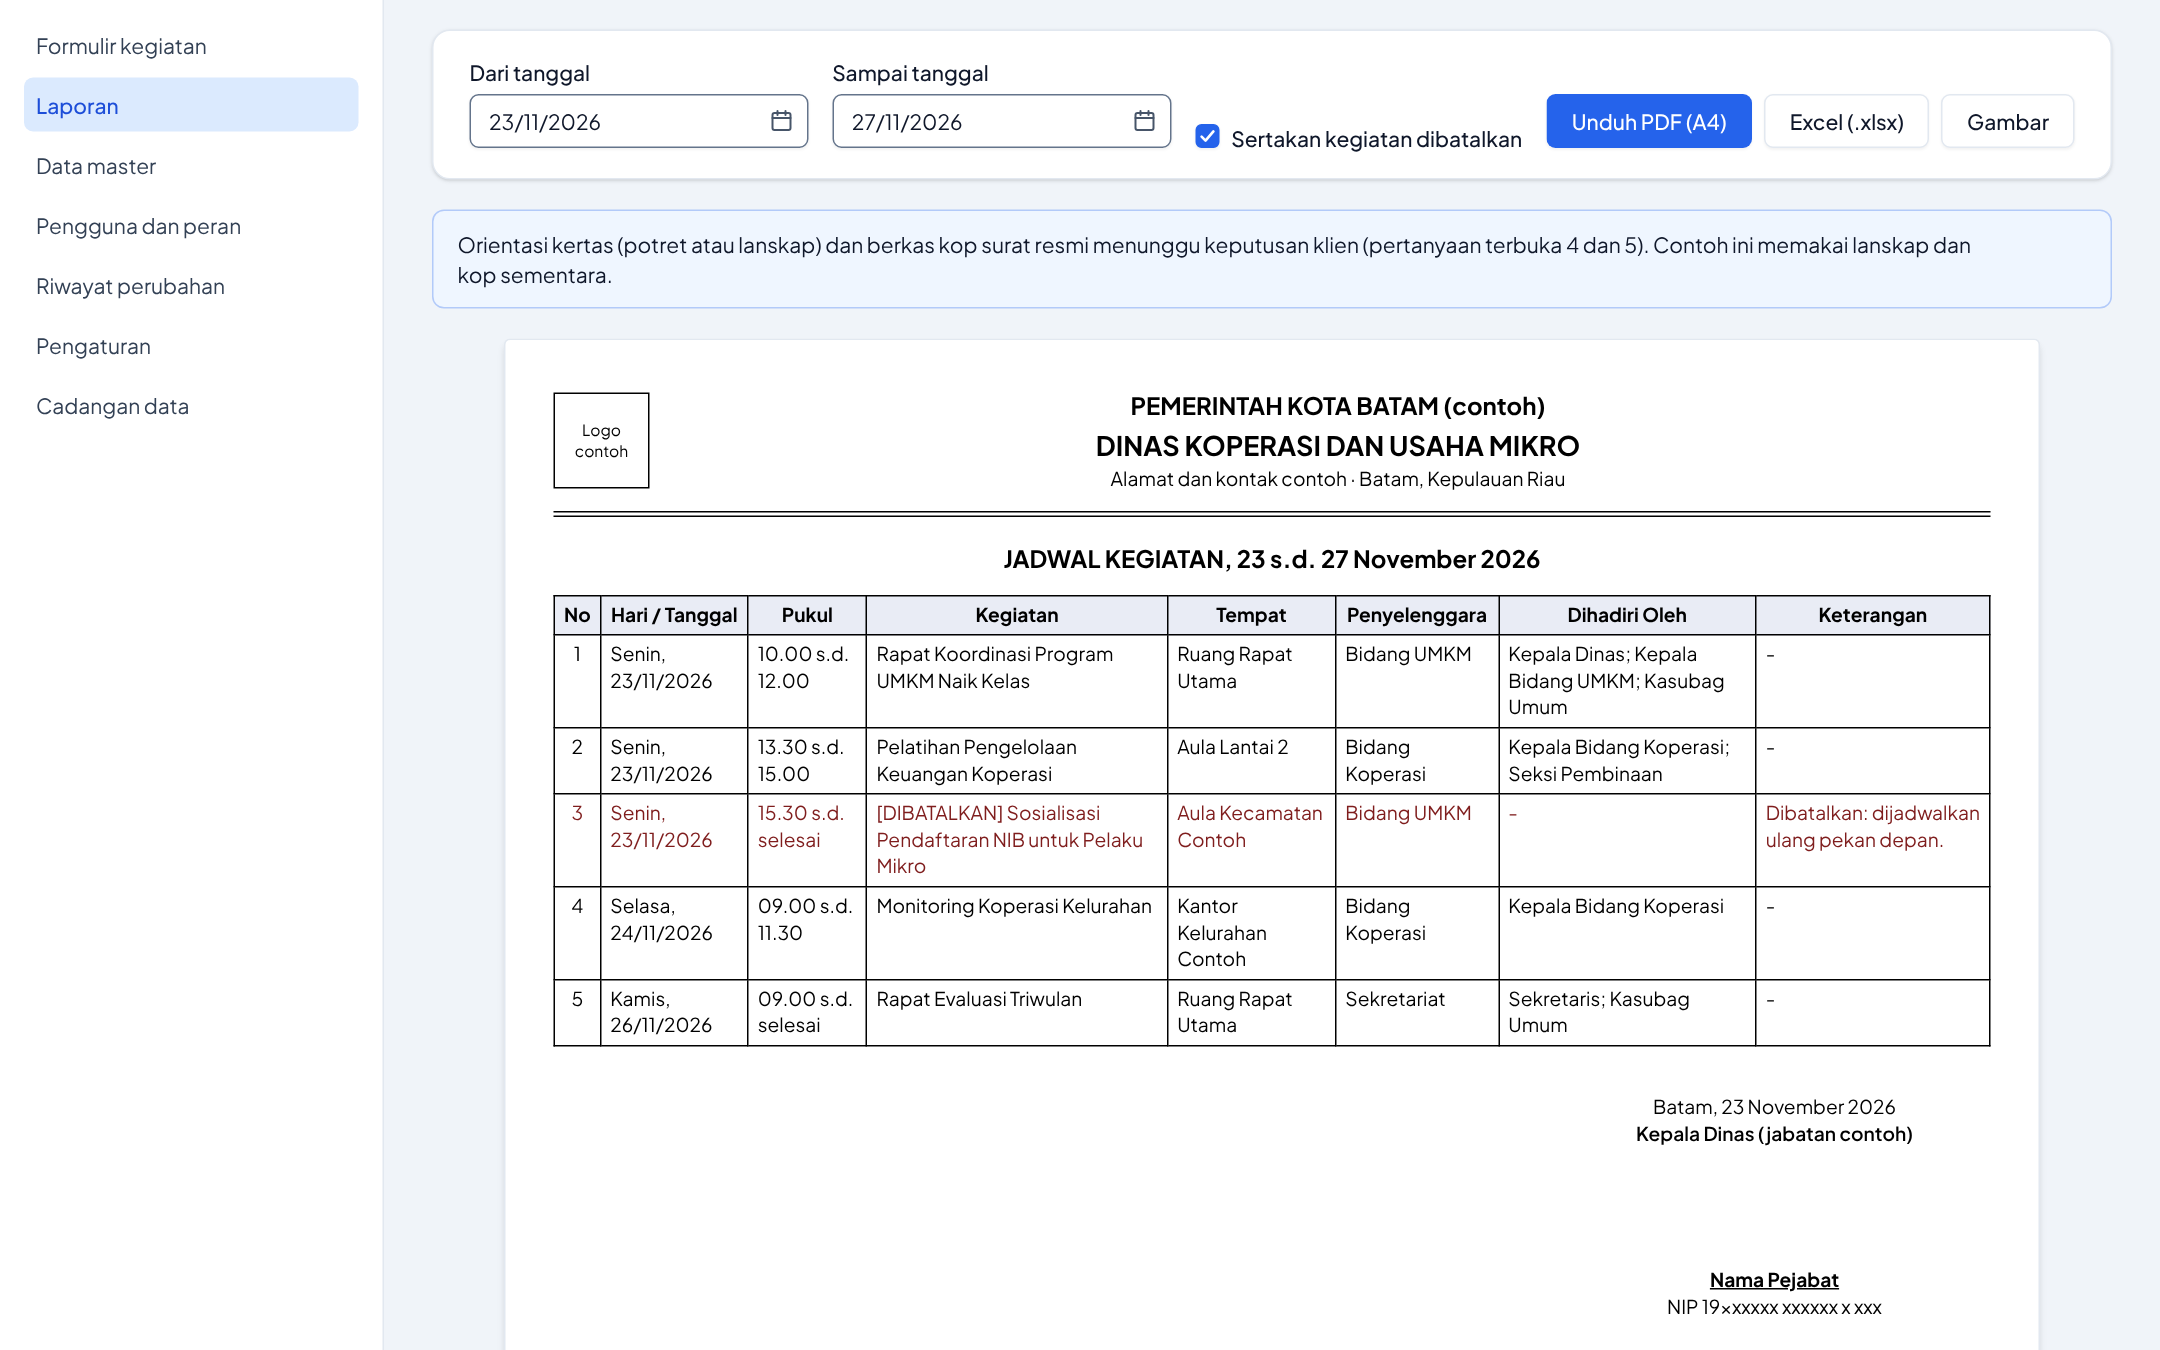 Formulir kegiatan
Laporan
Data master
Pengguna dan peran
Riwayat perubahan
Pengaturan
Cadangan data
Dari tanggal
23/11/2026
Sampai tanggal
27/11/2026
Sertakan kegiatan dibatalkan
Unduh PDF (A4)
Excel (.xlsx)
Gambar
Orientasi kertas (potret atau lanskap) dan berkas kop surat resmi menunggu keputusan klien (pertanyaan terbuka 4 dan 5). Contoh ini memakai lanskap dan
kop sementara.
Logo
contoh
PEMERINTAH KOTA BATAM (contoh)
DINAS KOPERASI DAN USAHA MIKRO
Alamat dan kontak contoh · Batam, Kepulauan Riau
JADWAL KEGIATAN, 23 s.d. 27 November 2026
No Hari / Tanggal Pukul Kegiatan Tempat Penyelenggara Dihadiri Oleh Keterangan
1 Senin, 10.00 s.d. Rapat Koordinasi Program Ruang Rapat Bidang UMKM Kepala Dinas; Kepala -
23/11/2026 12.00 UMKM Naik Kelas Utama Bidang UMKM; Kasubag
Umum
2 Senin, 13.30 s.d. Pelatihan Pengelolaan Aula Lantai 2 Bidang Kepala Bidang Koperasi; -
23/11/2026 15.00 Keuangan Koperasi Koperasi Seksi Pembinaan
3 Senin, 15.30 s.d. [DIBATALKAN] Sosialisasi Aula Kecamatan Bidang UMKM - Dibatalkan: dijadwalkan
23/11/2026 selesai Pendaftaran NIB untuk Pelaku Contoh ulang pekan depan.
Mikro
4 Selasa, 09.00 s.d. Monitoring Koperasi Kelurahan Kantor Bidang Kepala Bidang Koperasi -
24/11/2026 11.30 Kelurahan Koperasi
Contoh
5 Kamis, 09.00 s.d. Rapat Evaluasi Triwulan Ruang Rapat Sekretariat Sekretaris; Kasubag -
26/11/2026 selesai Utama Umum
Batam, 23 November 2026
Kepala Dinas (jabatan contoh)
Nama Pejabat
NIP 19xxxxxx xxxxxx x xxx